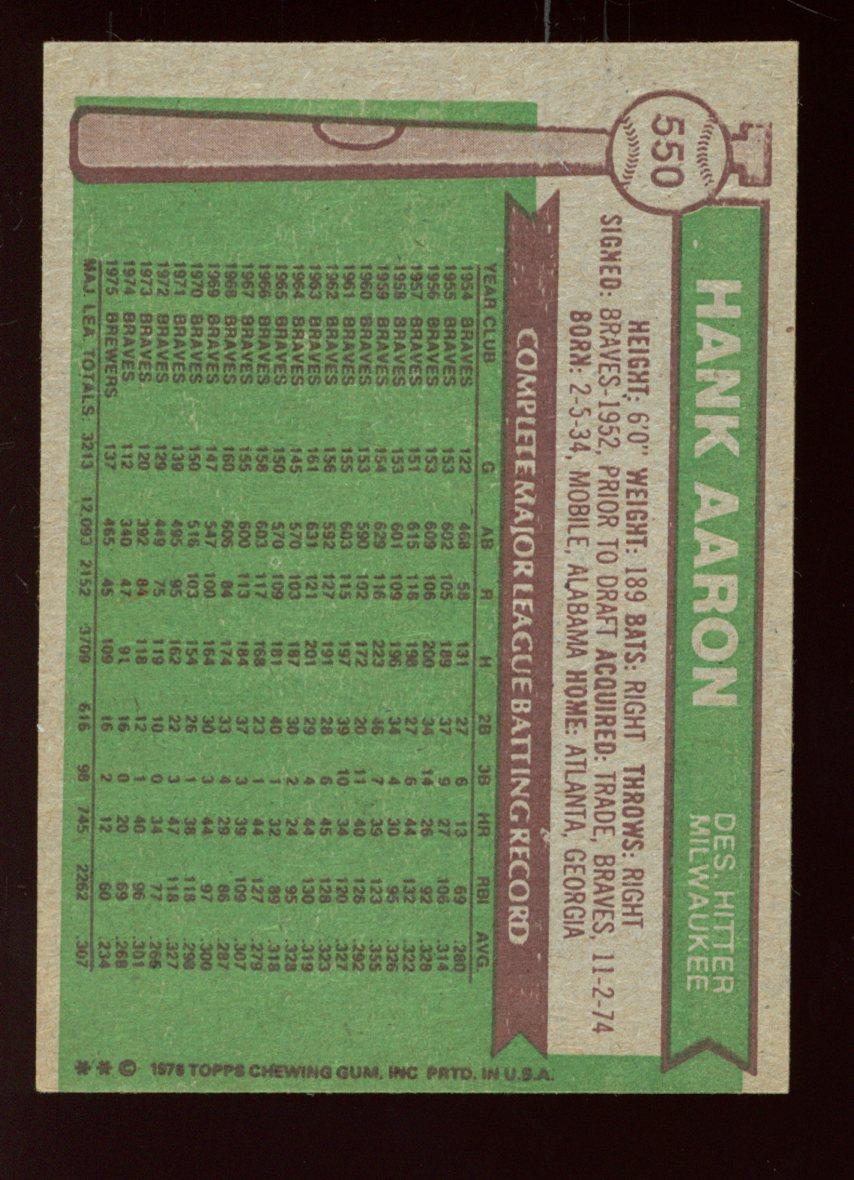 550
HANK AARON
DES. HITTER
MILWAUKEE
HEIGHT: 6'0" WEIGHT: 189 BATS: RIGHT THROWS: RIGHT
SIGNED: BRAVES-1952, PRIOR TO DRAFT ACQUIRED: TRADE, BRAVES, 11-2-74
BORN: 2-5-34, MOBILE, ALABAMA HOME: ATLANTA, GEORGIA
COMPLETE MAJOR LEAGUE BATTING RECORD
YEAR CLUB G AB R H 2B 3B HR RBI AVG.
1954 BRAVES 122 468 58 131 27 6 13 69 .280
1955 BRAVES 153 602 105 189 37 9 27 106 .314
1956 BRAVES 153 609 106 200 34 14 26 92 .328
1957 BRAVES 151 615 118 198 27 6 44 132 .322
1958 BRAVES 153 601 109 196 34 4 30 95 .326
1959 BRAVES 154 629 116 223 46 7 39 123 .355
1960 BRAVES 153 590 102 172 20 11 40 126 .292
1961 BRAVES 155 603 115 197 39 10 34 120 .327
1962 BRAVES 156 592 127 191 28 6 45 128 .323
1963 BRAVES 161 631 121 201 29 4 44 130 .319
1964 BRAVES 145 570 103 187 30 2 24 95 .328
1965 BRAVES 150 570 109 181 40 1 32 89 .318
1966 BRAVES 158 603 117 168 23 1 44 127 .279
1967 BRAVES 155 600 113 184 37 3 39 109 .307
1968 BRAVES 160 606 84 174 33 4 29 86 .287
1969 BRAVES 147 547 100 164 30 3 44 97 .300
1970 BRAVES 150 516 103 154 26 1 38 118 .298
1971 BRAVES 139 495 95 162 22 3 47 118 .327
1972 BRAVES 129 449 75 119 10 0 34 77 .265
1973 BRAVES 120 392 84 118 12 1 40 96 .301
1974 BRAVES 112 340 47 91 16 0 20 69 .268
1975 BREWERS 137 465 45 109 16 2 12 60 .234
MAJ. LEA. TOTALS 3213 12,093 2152 3709 616 98 745 2262 .307
* * © 1976 TOPPS CHEWING GUM, INC. PRTD. IN U.S.A.